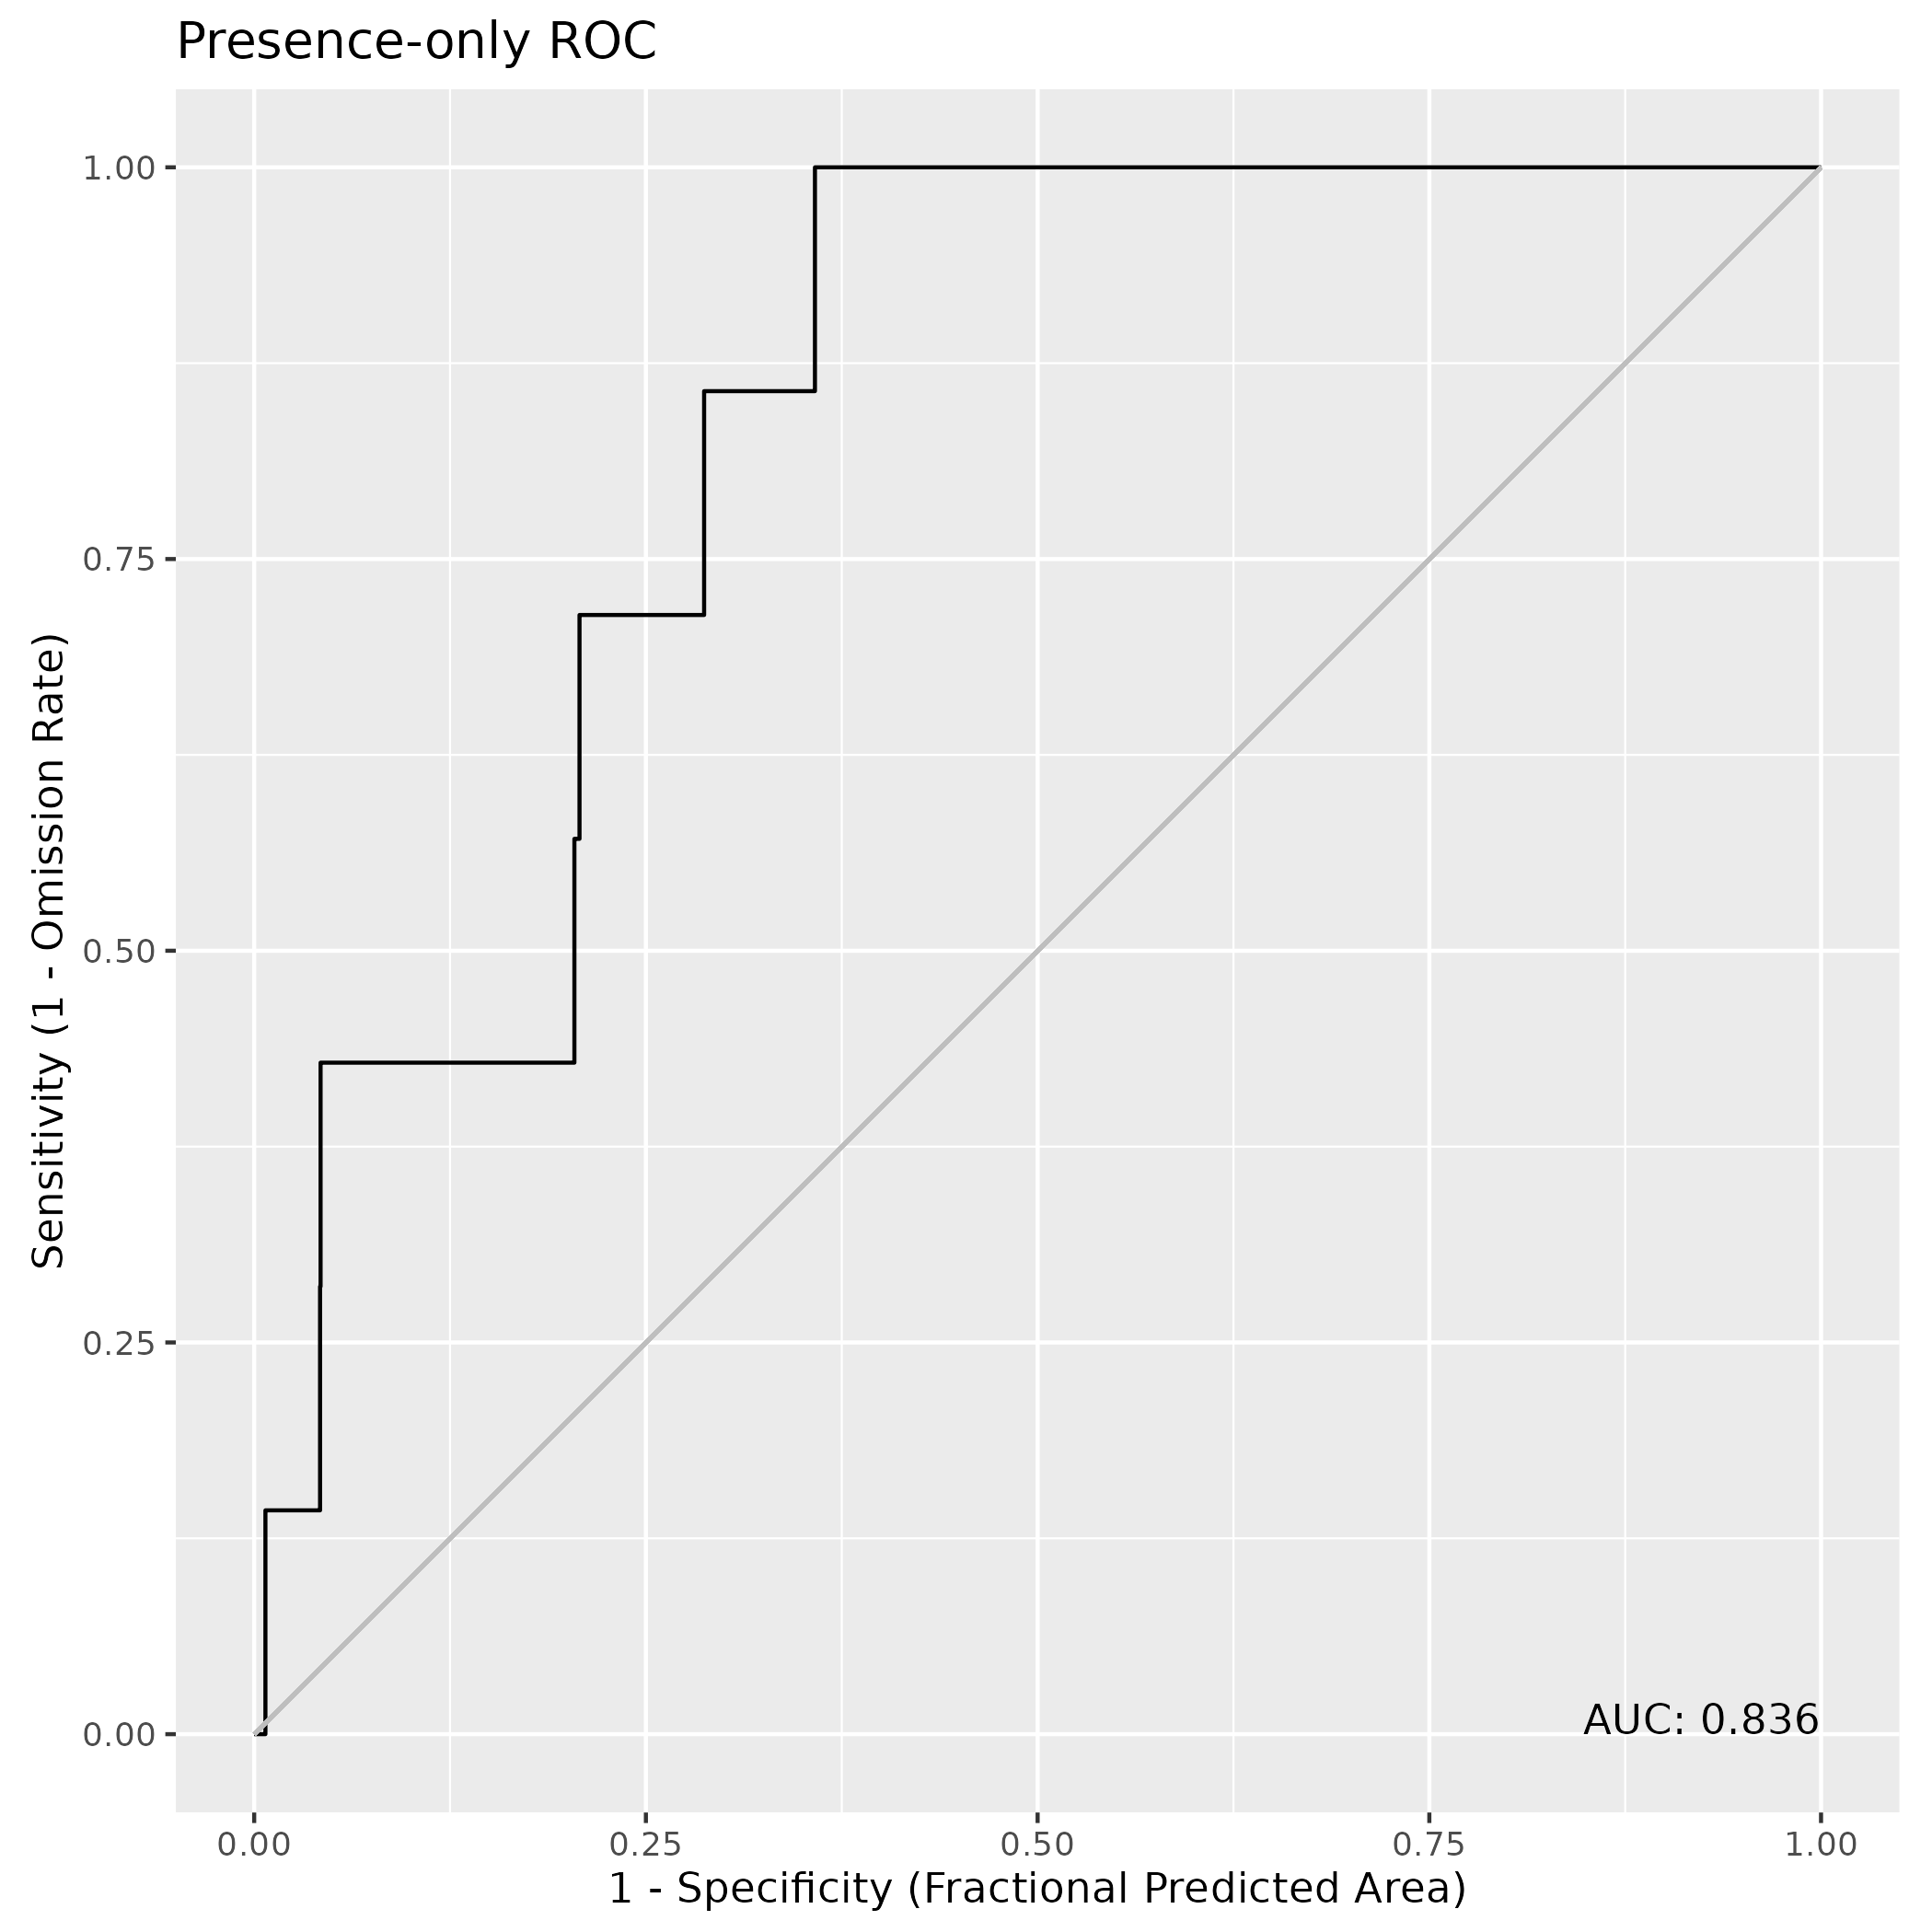 Presence-only ROC
Sensitivity (1 - Omission Rate)
1.00
0.75
0.50
0.25
0.00
AUC: 0.836
0.00 0.25 0.50 0.75 1.00
1 - Specificity (Fractional Predicted Area)